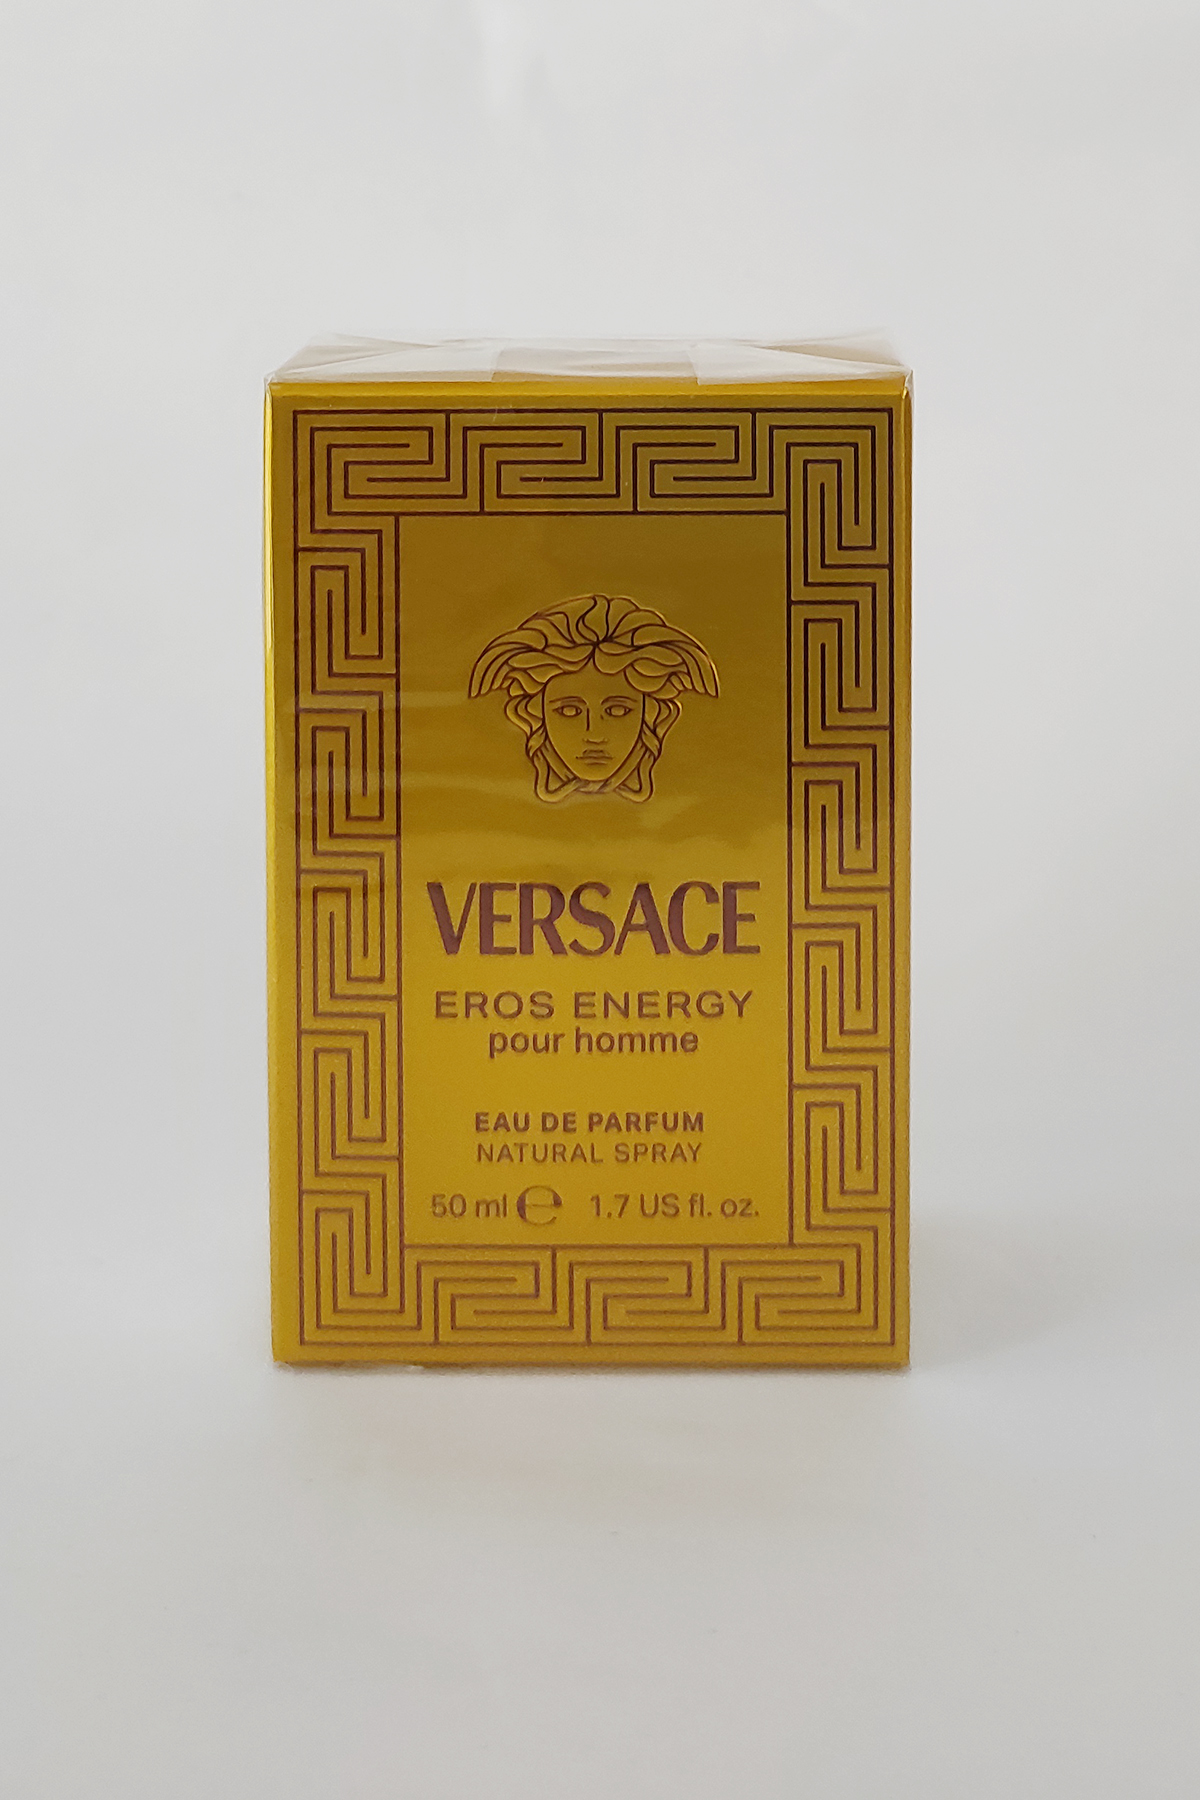 VERSACE
EROS ENERGY
pour homme
EAU DE PARFUM
NATURAL SPRAY
50 ml ℮ 1.7 US fl. oz.